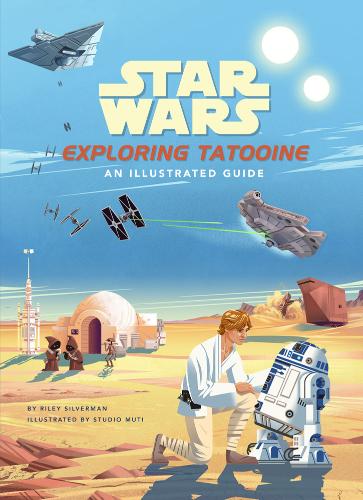 STAR
WARS
EXPLORING TATOOINE
AN ILLUSTRATED GUIDE
BY RILEY SILVERMAN
ILLUSTRATED BY STUDIO MUTI